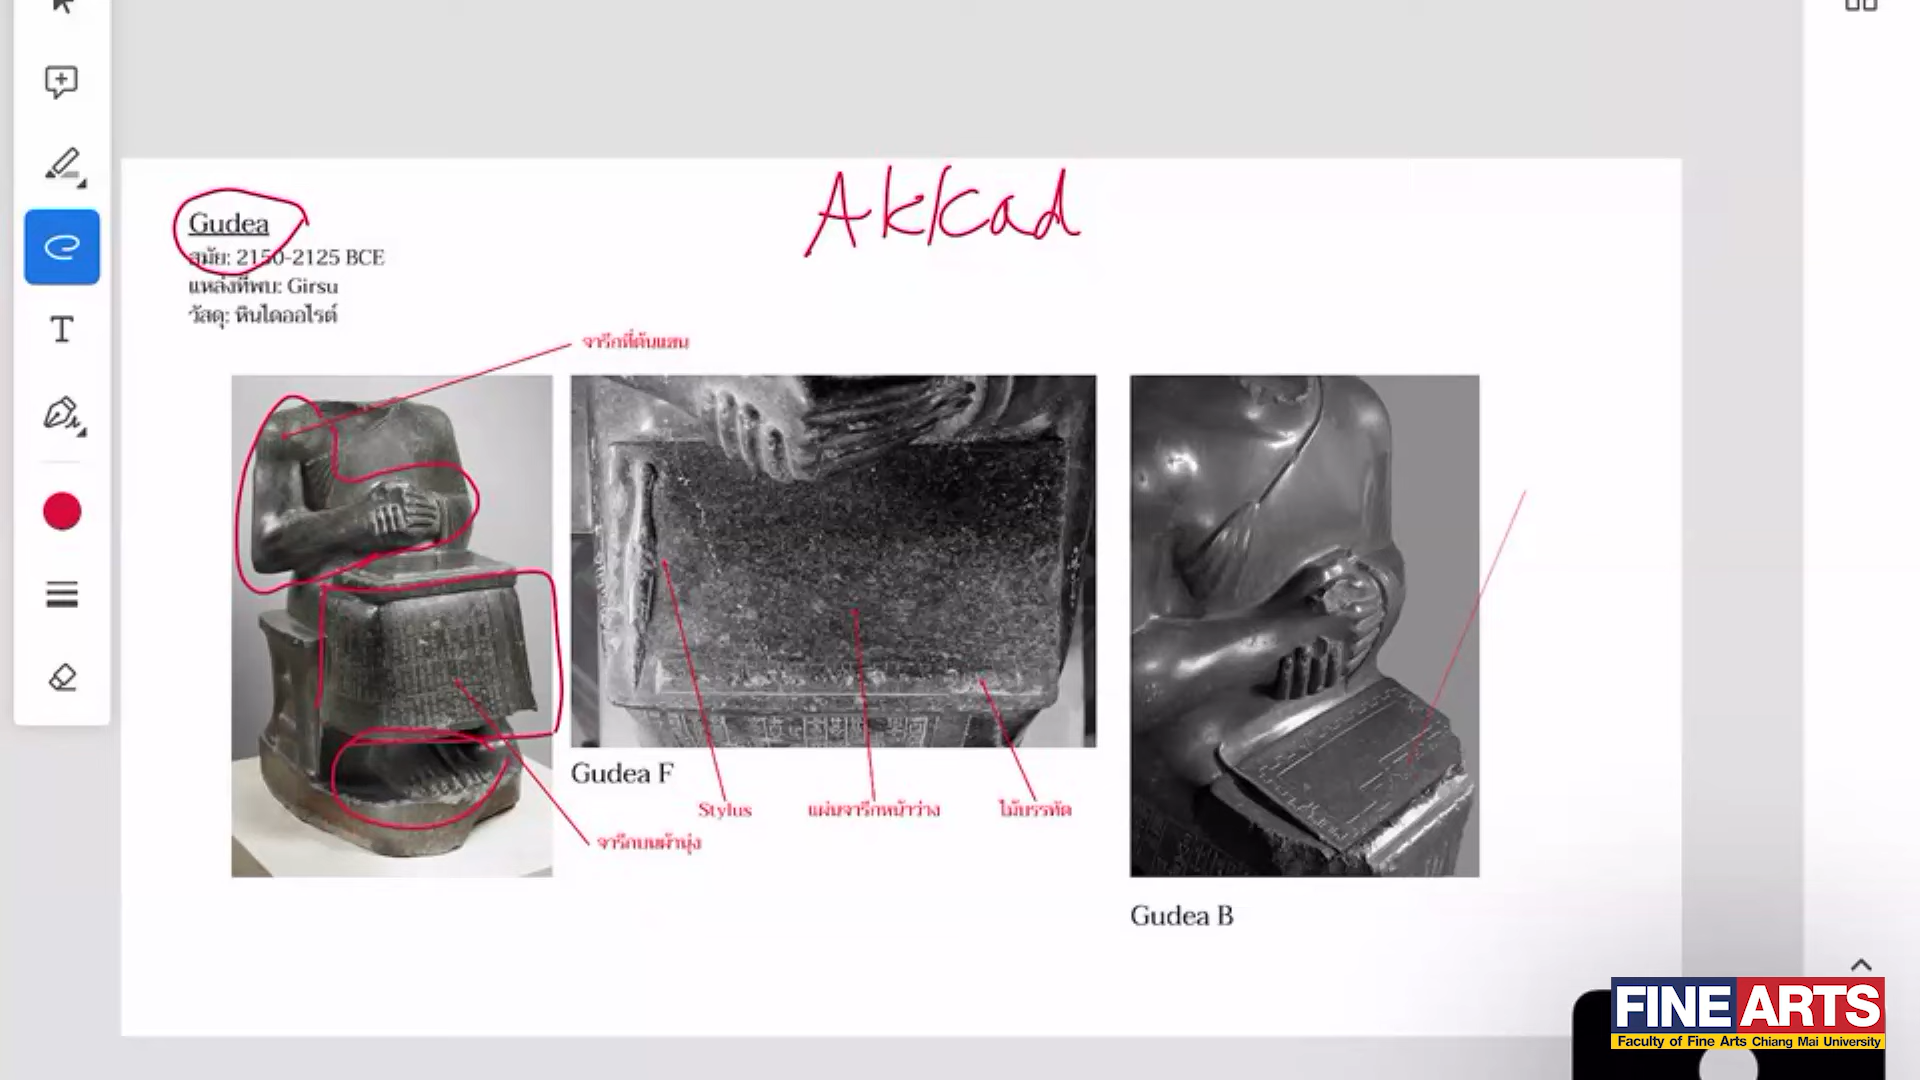 Akkad
Gudea
สมัย: 2150-2125 BCE
แหล่งที่พบ: Girsu
วัสดุ: หินไดออไรต์
จารึกที่ต้นแขน
Gudea F
Stylus
แผ่นจารึกหน้าว่าง
ไม้บรรทัด
จารึกบนผ้านุ่ง
Gudea B
FINE ARTS
Faculty of Fine Arts Chiang Mai University